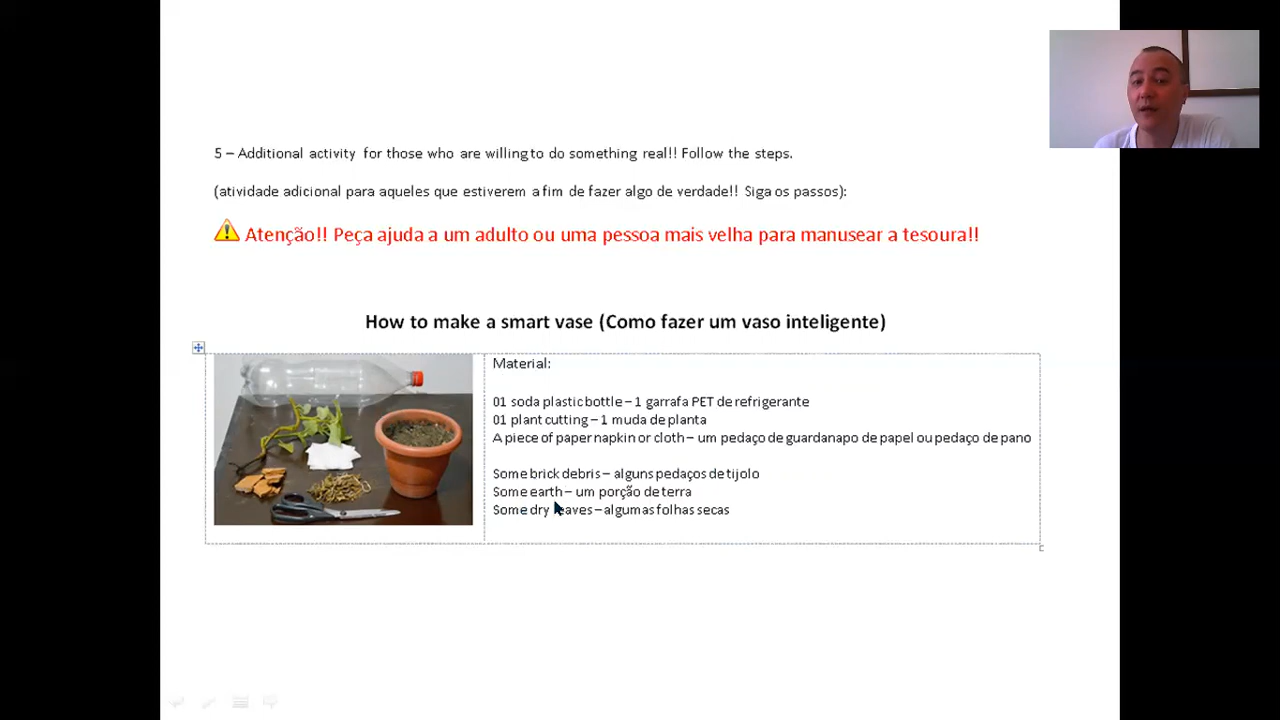 5 – Additional activity for those who are willing to do something real!! Follow the steps.
(atividade adicional para aqueles que estiverem a fim de fazer algo de verdade!! Siga os passos):
Atenção!! Peça ajuda a um adulto ou uma pessoa mais velha para manusear a tesoura!!
How to make a smart vase (Como fazer um vaso inteligente)
Material:
01 soda plastic bottle – 1 garrafa PET de refrigerante
01 plant cutting – 1 muda de planta
A piece of paper napkin or cloth – um pedaço de guardanapo de papel ou pedaço de pano
Some brick debris – alguns pedaços de tijolo
Some earth – um porção de terra
Some dry leaves – algumas folhas secas